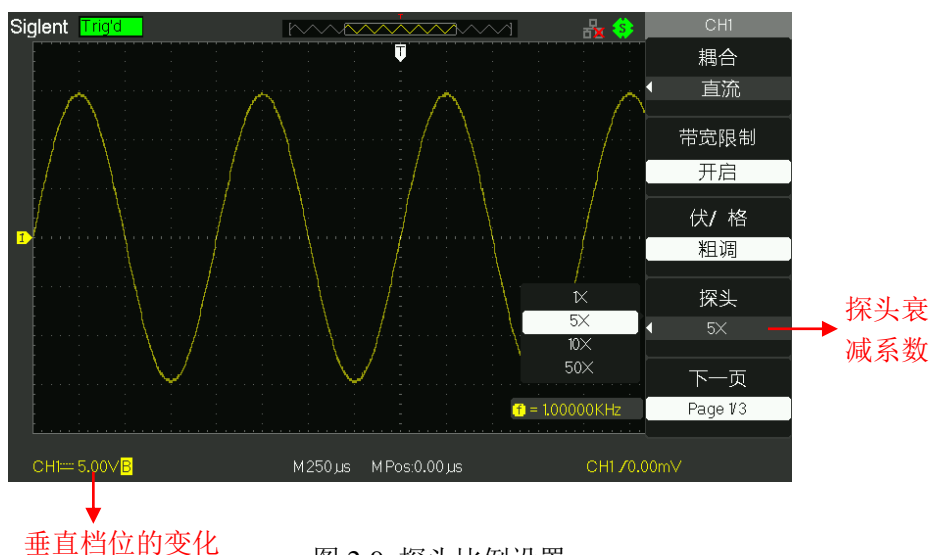 Siglent Trig'd
T
S
CH1
耦合
直流
带宽限制
开启
伏/ 格
粗调
探头
5X
下一页
Page 1/3
1
1X
5X
10X
50X
f = 1.00000KHz
CH1 5.00V B
M 250μs M Pos:0.00μs
CH1 /0.00mV
探头衰
减系数
垂直档位的变化